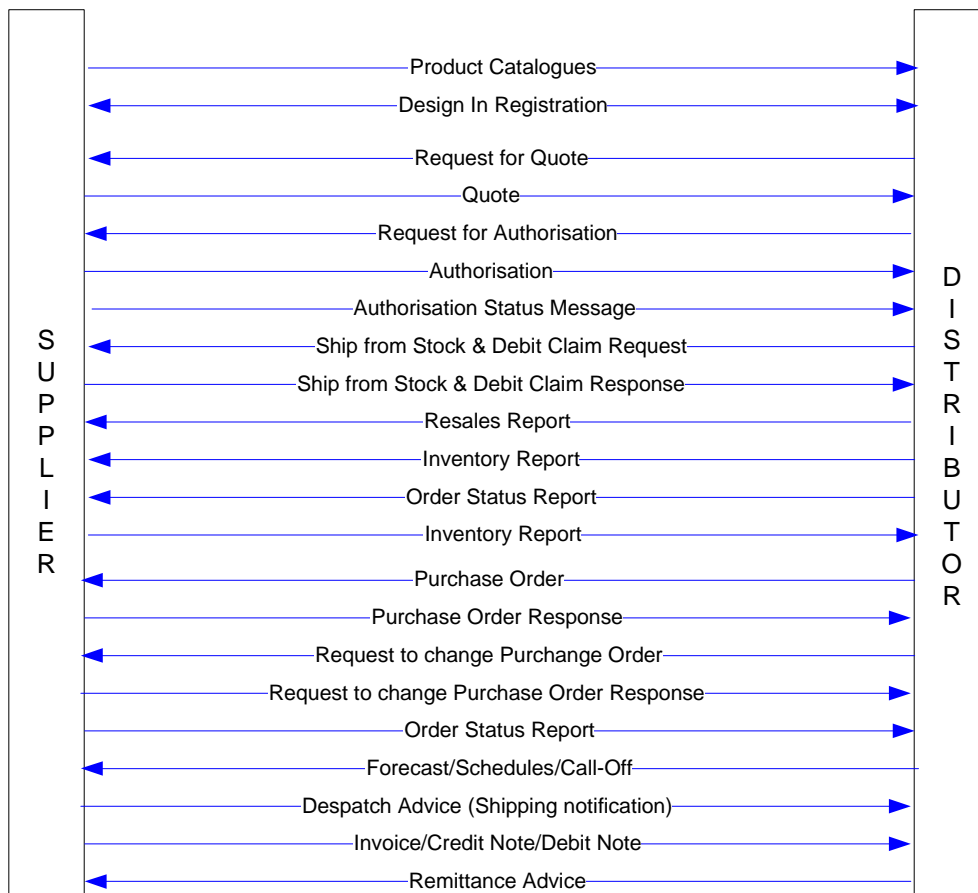 Product Catalogues
Design In Registration
Request for Quote
Quote
Request for Authorisation
Authorisation
Authorisation Status Message
Ship from Stock & Debit Claim Request
Ship from Stock & Debit Claim Response
Resales Report
Inventory Report
Order Status Report
Inventory Report
Purchase Order
Purchase Order Response
Request to change Purchange Order
Request to change Purchase Order Response
Order Status Report
Forecast/Schedules/Call-Off
Despatch Advice (Shipping notification)
Invoice/Credit Note/Debit Note
Remittance Advice
SUPPLIER
DISTRIBUTOR